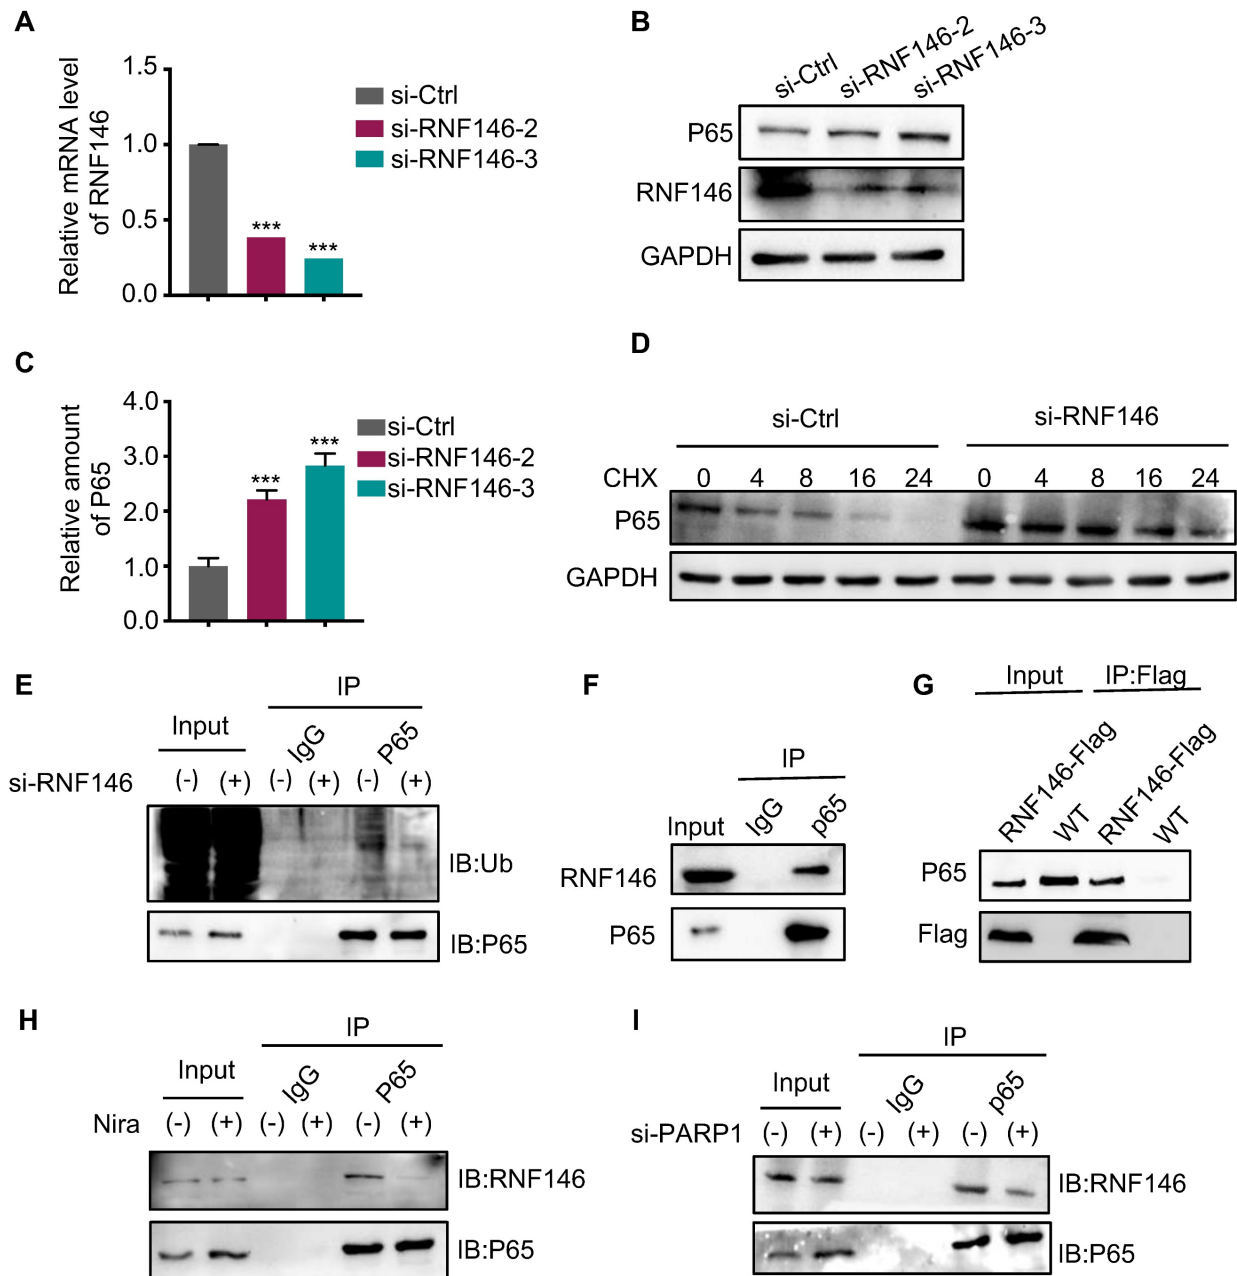 A
Relative mRNA level
of RNF146
1.5
1.0
0.5
0.0
***
***
si-Ctrl
si-RNF146-2
si-RNF146-3
B
si-Ctrl
si-RNF146-2
si-RNF146-3
P65
RNF146
GAPDH
C
Relative amount
of P65
4.0
3.0
2.0
1.0
0.0
***
***
si-Ctrl
si-RNF146-2
si-RNF146-3
D
si-Ctrl si-RNF146
CHX 0 4 8 16 24 0 4 8 16 24
P65
GAPDH
E
IP
Input IgG P65
si-RNF146 (-) (+) (-) (+) (-) (+)
IB:Ub
IB:P65
F
IP
Input IgG p65
RNF146
P65
G
Input IP:Flag
RNF146-Flag WT RNF146-Flag WT
P65
Flag
H
IP
Input IgG P65
Nira (-) (+) (-) (+) (-) (+)
IB:RNF146
IB:P65
I
IP
Input IgG p65
si-PARP1 (-) (+) (-) (+) (-) (+)
IB:RNF146
IB:P65